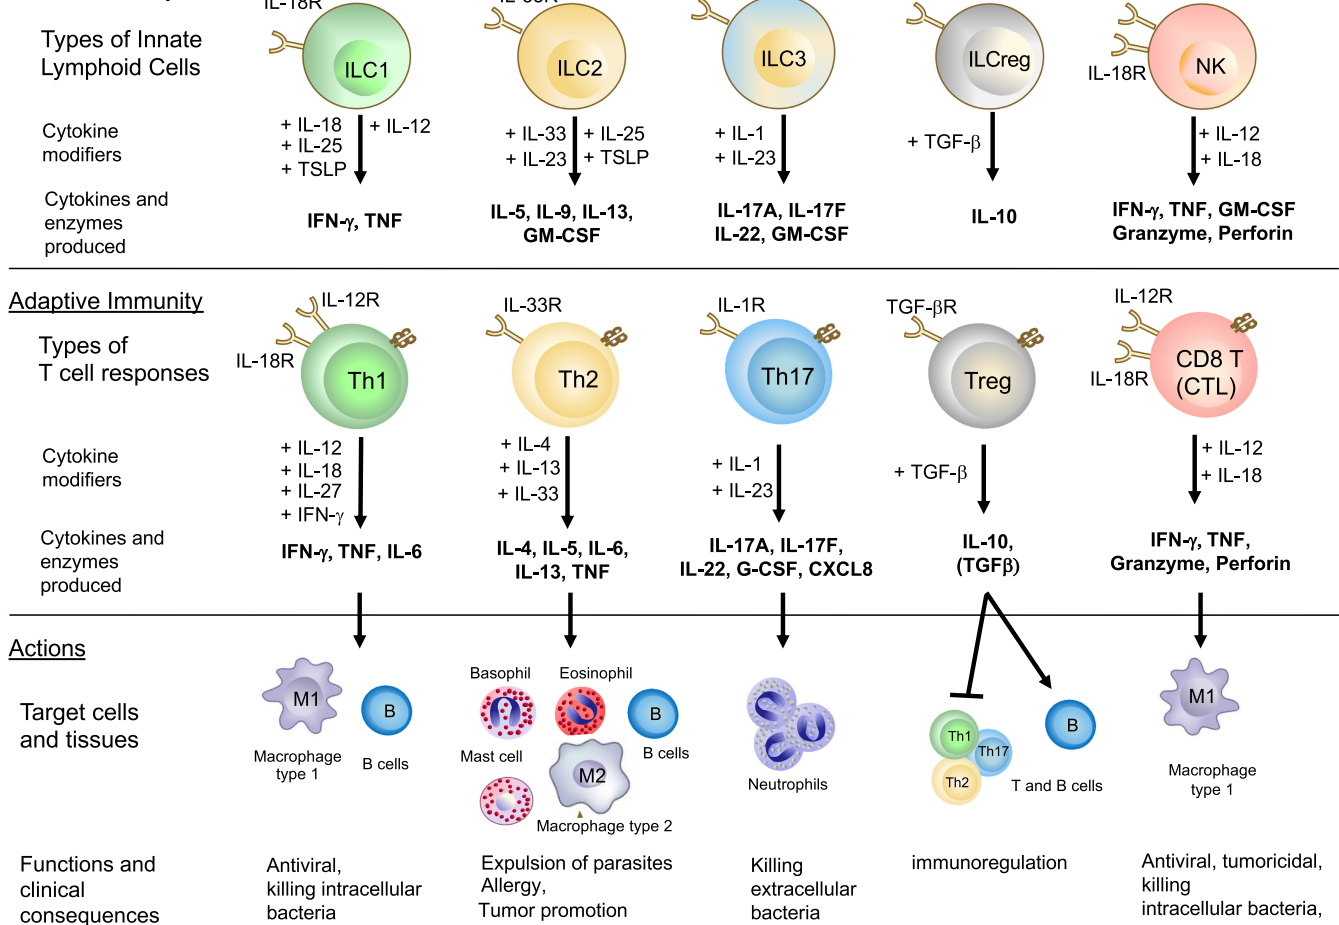 IL-18R
Types of Innate
Lymphoid Cells
ILC1
ILC2
ILC3
ILCreg
IL-18R
NK
Cytokine
modifiers
+ IL-18
+ IL-25
+ TSLP
+ IL-12
+ IL-33
+ IL-23
+ IL-25
+ TSLP
+ IL-1
+ IL-23
+ TGF-β
+ IL-12
+ IL-18
Cytokines and
enzymes
produced
IFN-γ, TNF
IL-5, IL-9, IL-13,
GM-CSF
IL-17A, IL-17F
IL-22, GM-CSF
IL-10
IFN-γ, TNF, GM-CSF
Granzyme, Perforin
Adaptive Immunity
Types of
T cell responses
IL-12R
IL-18R
Th1
IL-33R
Th2
IL-1R
Th17
TGF-βR
Treg
IL-12R
IL-18R
CD8 T
(CTL)
Cytokine
modifiers
+ IL-12
+ IL-18
+ IL-27
+ IFN-γ
+ IL-4
+ IL-13
+ IL-33
+ IL-1
+ IL-23
+ TGF-β
+ IL-12
+ IL-18
Cytokines and
enzymes
produced
IFN-γ, TNF, IL-6
IL-4, IL-5, IL-6,
IL-13, TNF
IL-17A, IL-17F,
IL-22, G-CSF, CXCL8
IL-10,
(TGFβ)
IFN-γ, TNF,
Granzyme, Perforin
Actions
Target cells
and tissues
M1
Macrophage
type 1
B
B cells
Basophil
Eosinophil
Mast cell
B
B cells
M2
Macrophage type 2
Neutrophils
Th1
Th17
Th2
B
T and B cells
M1
Macrophage
type 1
Functions and
clinical
consequences
Antiviral,
killing intracellular
bacteria
Expulsion of parasites
Allergy,
Tumor promotion
Killing
extracellular
bacteria
immunoregulation
Antiviral, tumoricidal,
killing
intracellular bacteria,